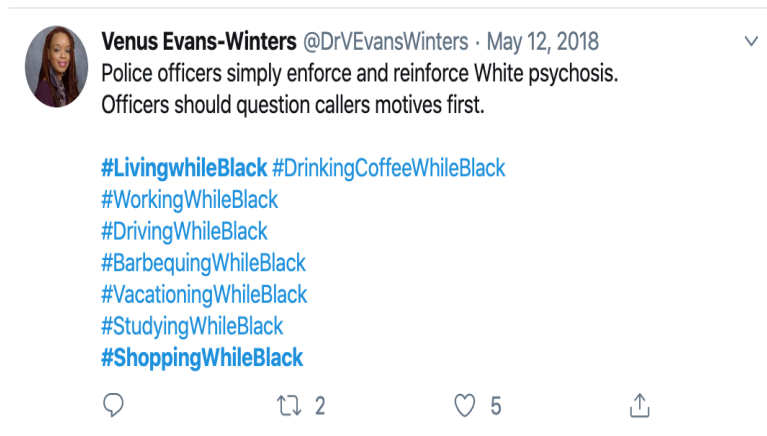 Venus Evans-Winters @DrVEvansWinters · May 12, 2018
Police officers simply enforce and reinforce White psychosis.
Officers should question callers motives first.
#LivingwhileBlack #DrinkingCoffeeWhileBlack
#WorkingWhileBlack
#DrivingWhileBlack
#BarbequingWhileBlack
#VacationingWhileBlack
#StudyingWhileBlack
#ShoppingWhileBlack
2 5